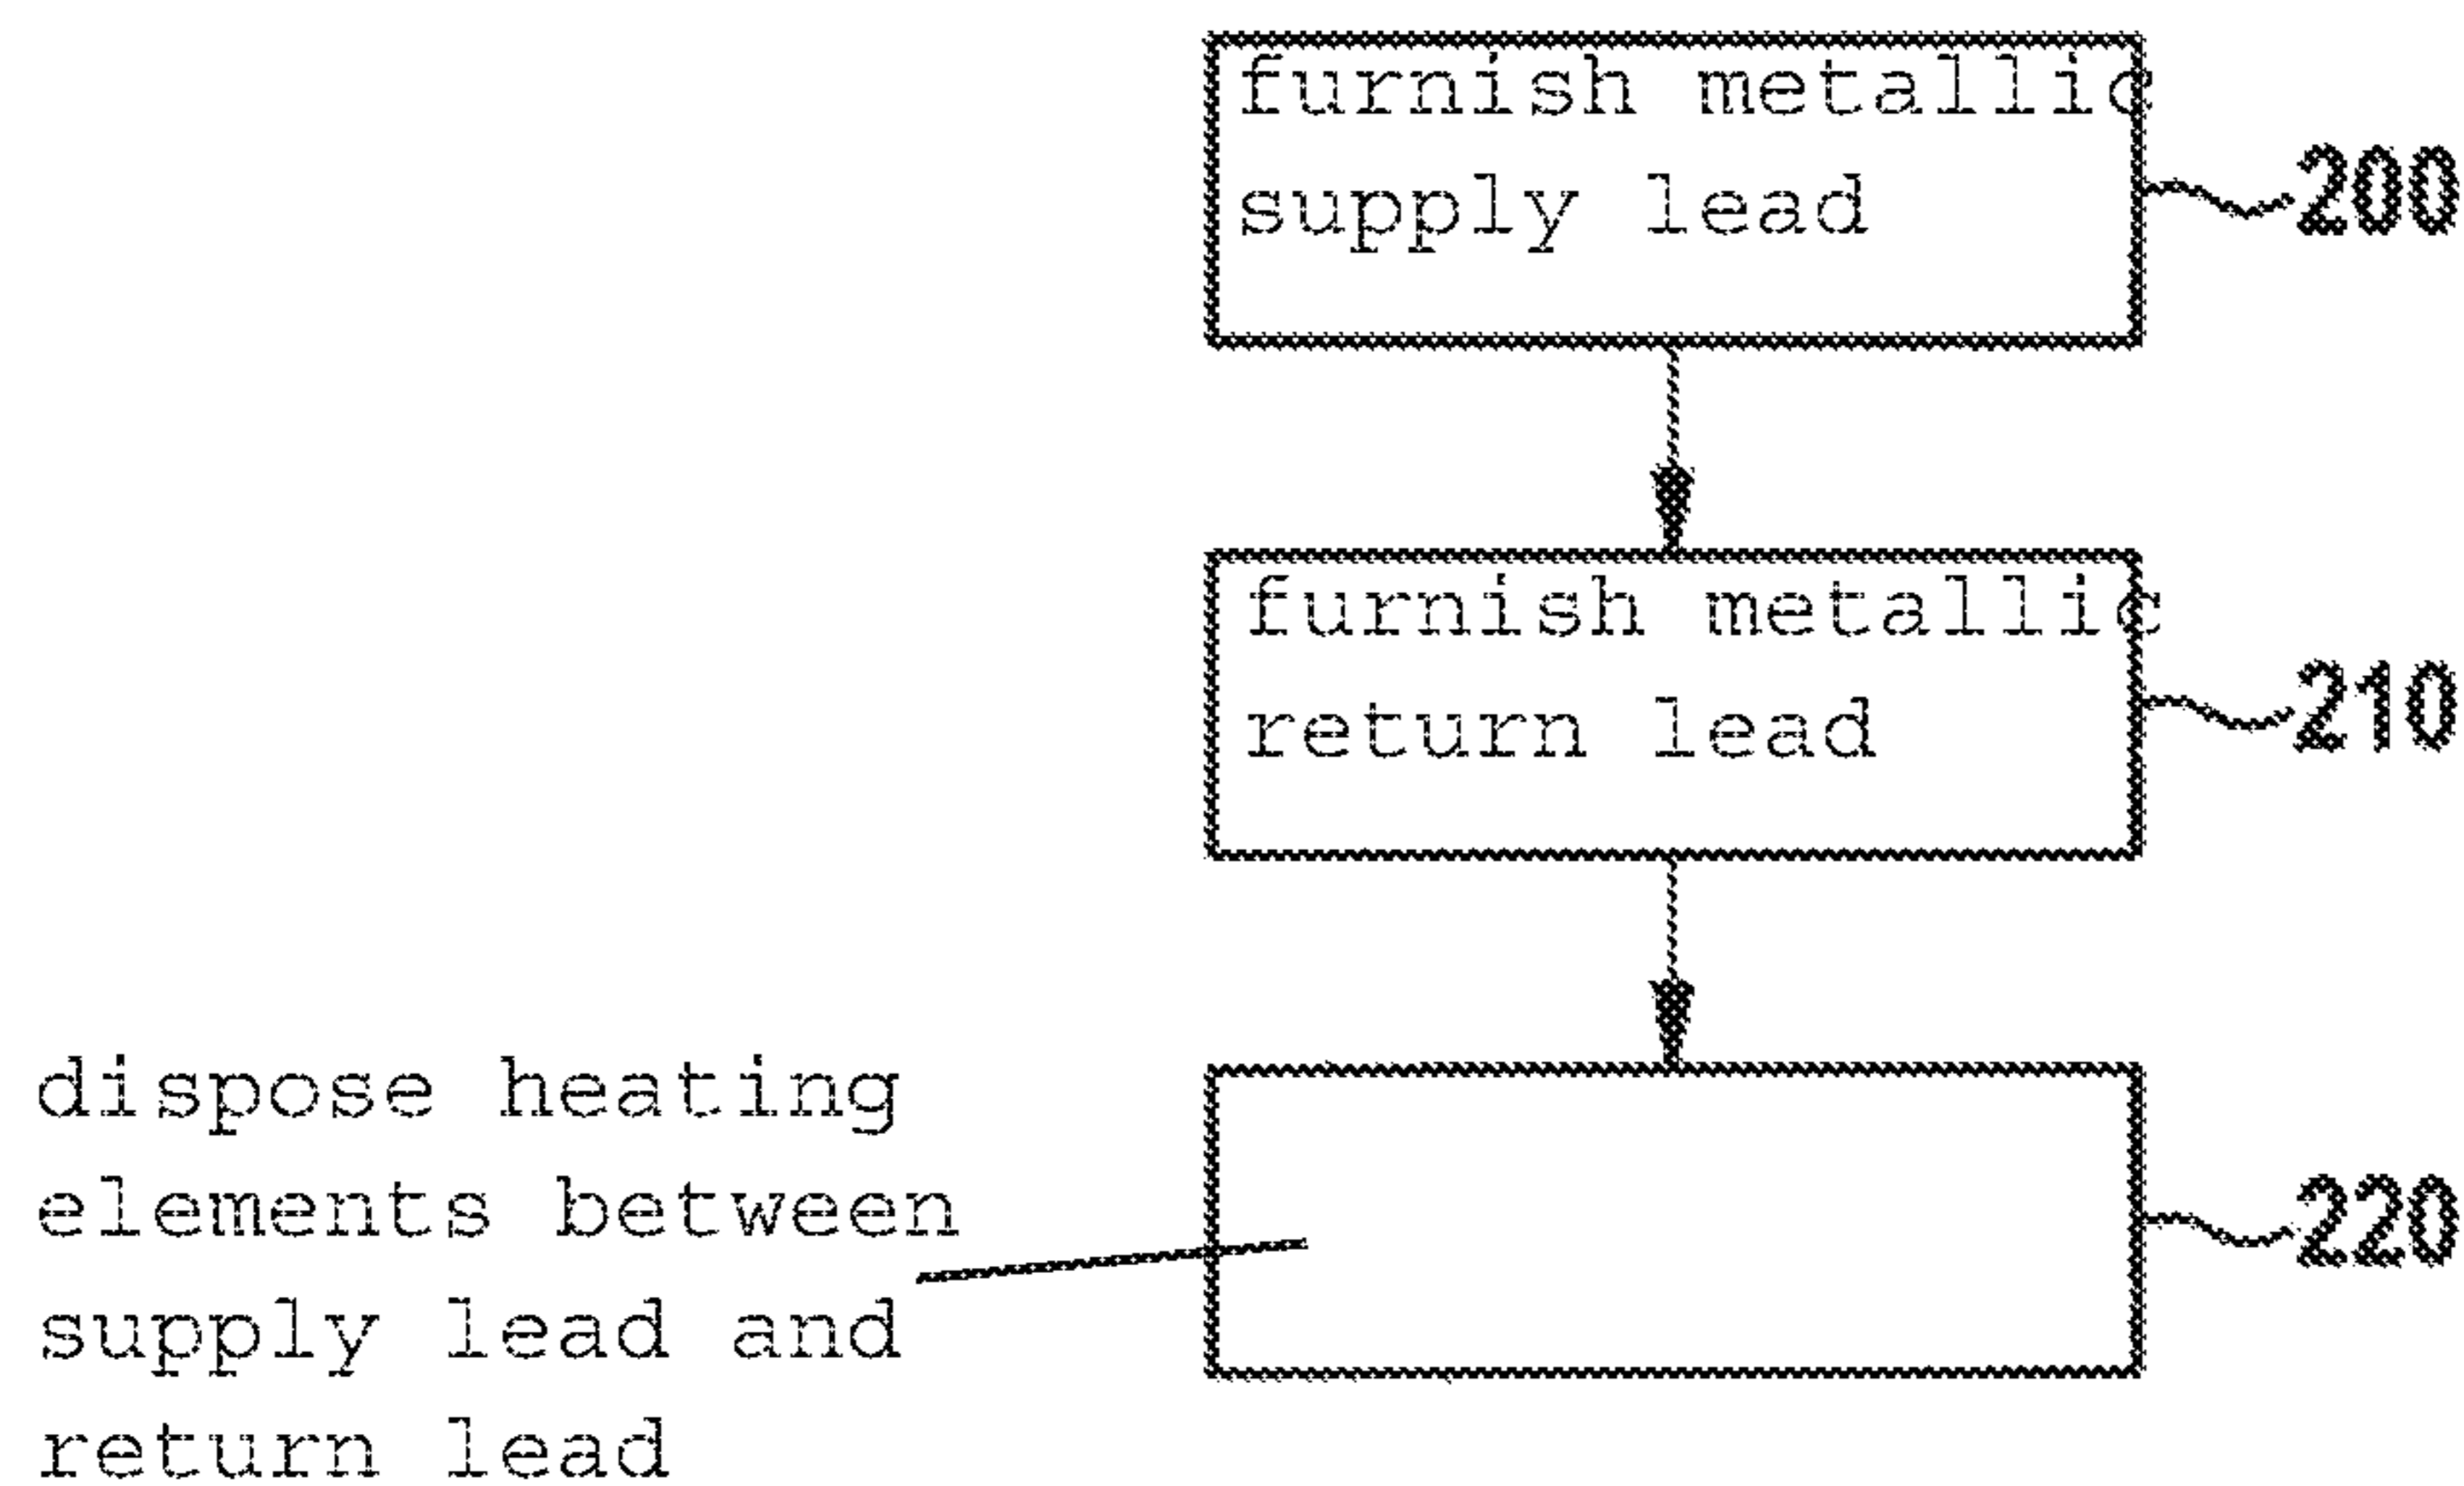 furnish metallic
supply lead
200
furnish metallic
return lead
210
dispose heating
elements between
supply lead and
return lead
220